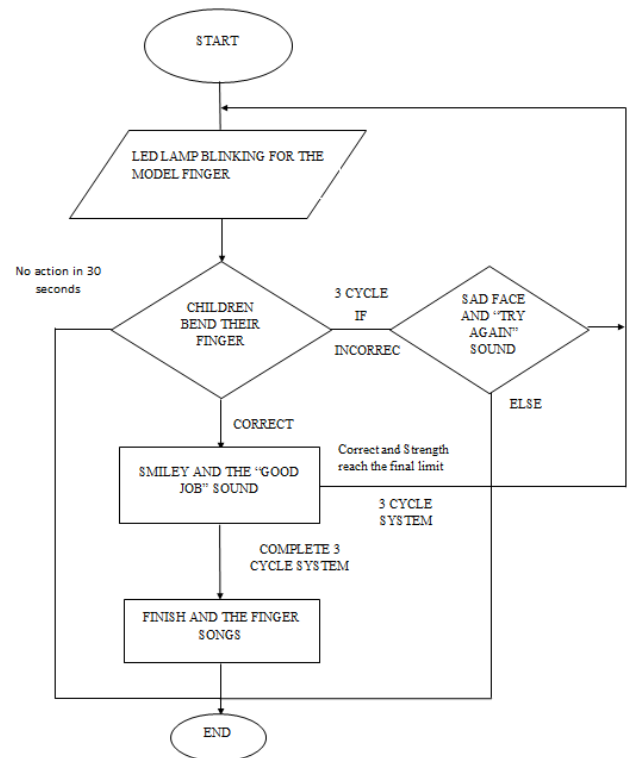 START
LED LAMP BLINKING FOR THE
MODEL FINGER
No action in 30
seconds
CHILDREN
BEND THEIR
FINGER
3 CYCLE
IF
INCORREC
SAD FACE
AND “TRY
AGAIN”
SOUND
ELSE
CORRECT
SMILEY AND THE “GOOD
JOB” SOUND
Correct and Strength
reach the final limit
3 CYCLE
SYSTEM
COMPLETE 3
CYCLE SYSTEM
FINISH AND THE FINGER
SONGS
END